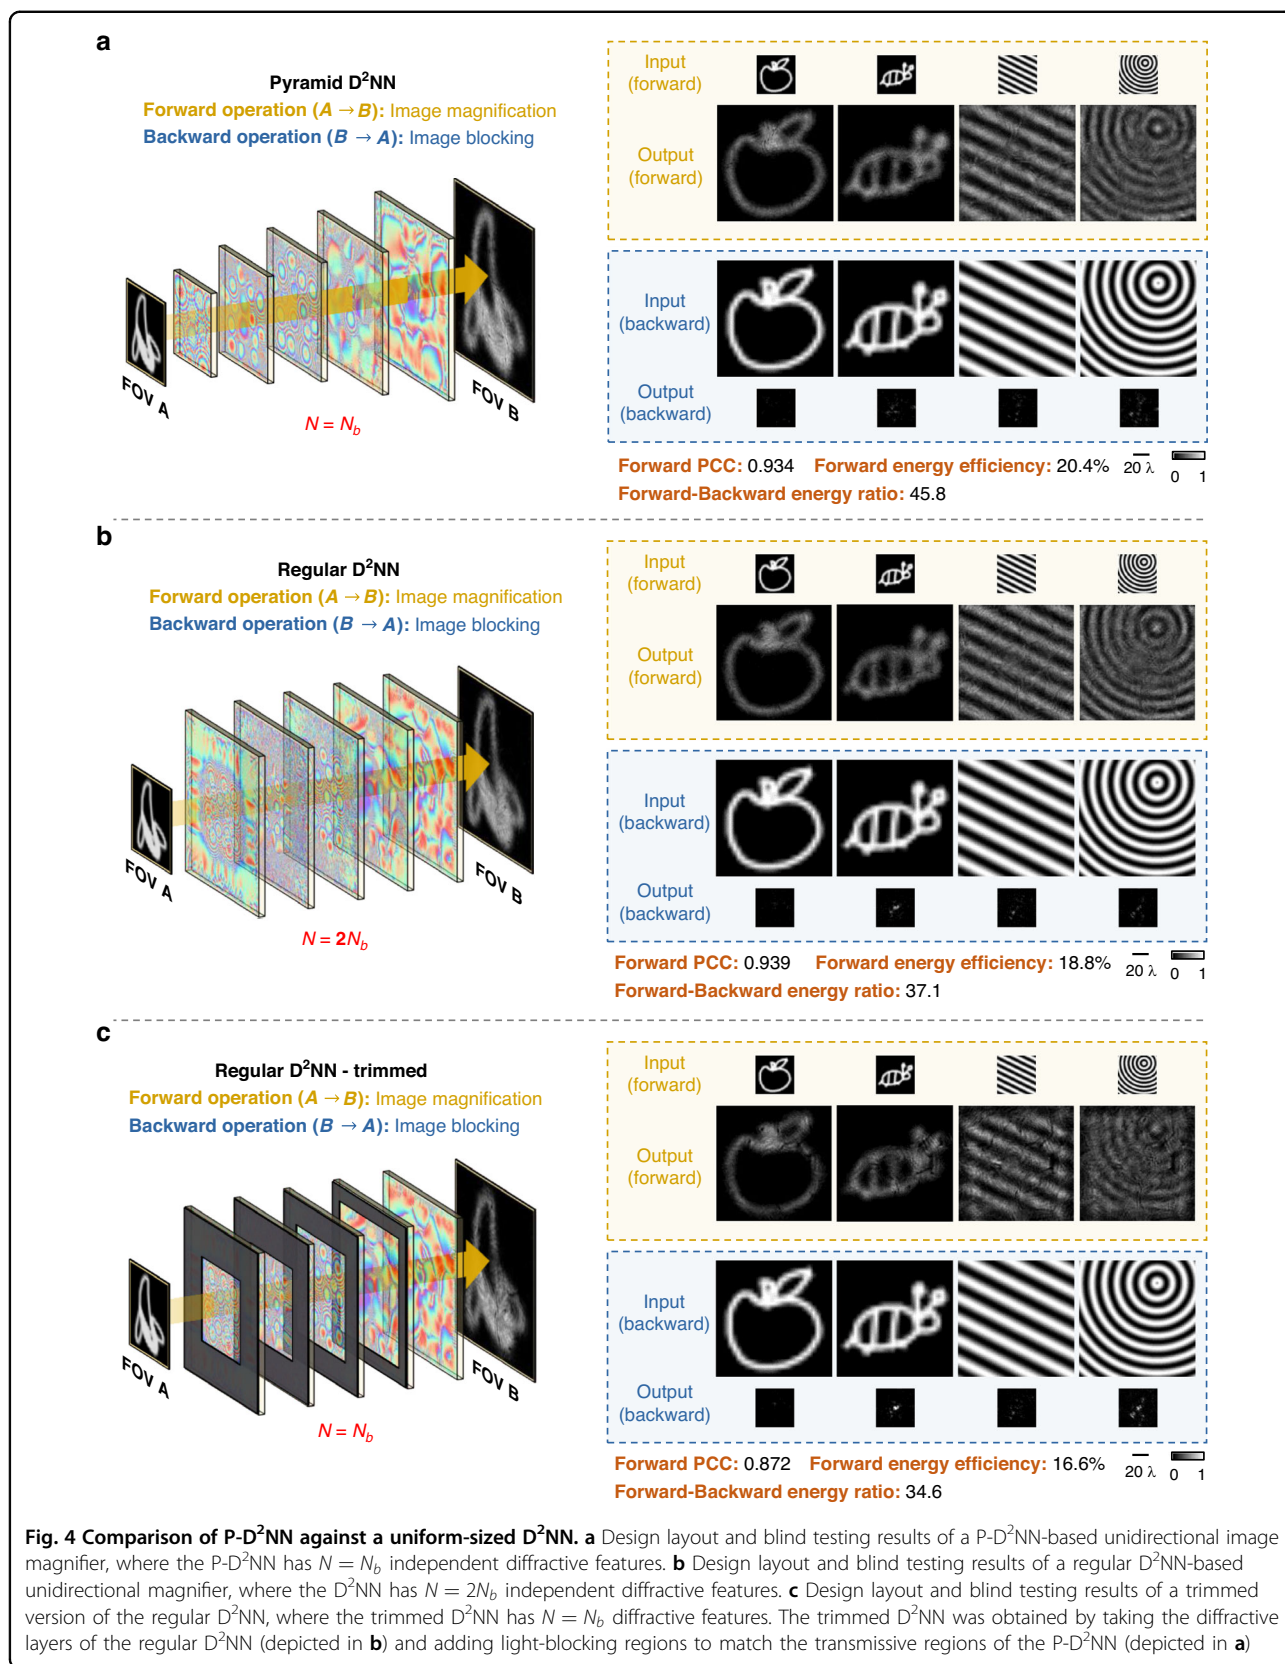 a
Pyramid D²NN
Forward operation (A → B): Image magnification
Backward operation (B → A): Image blocking
FOV A
FOV B
N = N_b
Input
(forward)
Output
(forward)
Input
(backward)
Output
(backward)
Forward PCC: 0.934 Forward energy efficiency: 20.4%
20 λ
0 1
Forward-Backward energy ratio: 45.8
b
Regular D²NN
Forward operation (A → B): Image magnification
Backward operation (B → A): Image blocking
FOV A
FOV B
N = 2N_b
Input
(forward)
Output
(forward)
Input
(backward)
Output
(backward)
Forward PCC: 0.939 Forward energy efficiency: 18.8%
20 λ
0 1
Forward-Backward energy ratio: 37.1
c
Regular D²NN - trimmed
Forward operation (A → B): Image magnification
Backward operation (B → A): Image blocking
FOV A
FOV B
N = N_b
Input
(forward)
Output
(forward)
Input
(backward)
Output
(backward)
Forward PCC: 0.872 Forward energy efficiency: 16.6%
20 λ
0 1
Forward-Backward energy ratio: 34.6
Fig. 4 Comparison of P-D²NN against a uniform-sized D²NN. a Design layout and blind testing results of a P-D²NN-based unidirectional image
magnifier, where the P-D²NN has N = N_b independent diffractive features. b Design layout and blind testing results of a regular D²NN-based
unidirectional magnifier, where the D²NN has N = 2N_b independent diffractive features. c Design layout and blind testing results of a trimmed
version of the regular D²NN, where the trimmed D²NN has N = N_b diffractive features. The trimmed D²NN was obtained by taking the diffractive
layers of the regular D²NN (depicted in b) and adding light-blocking regions to match the transmissive regions of the P-D²NN (depicted in a)